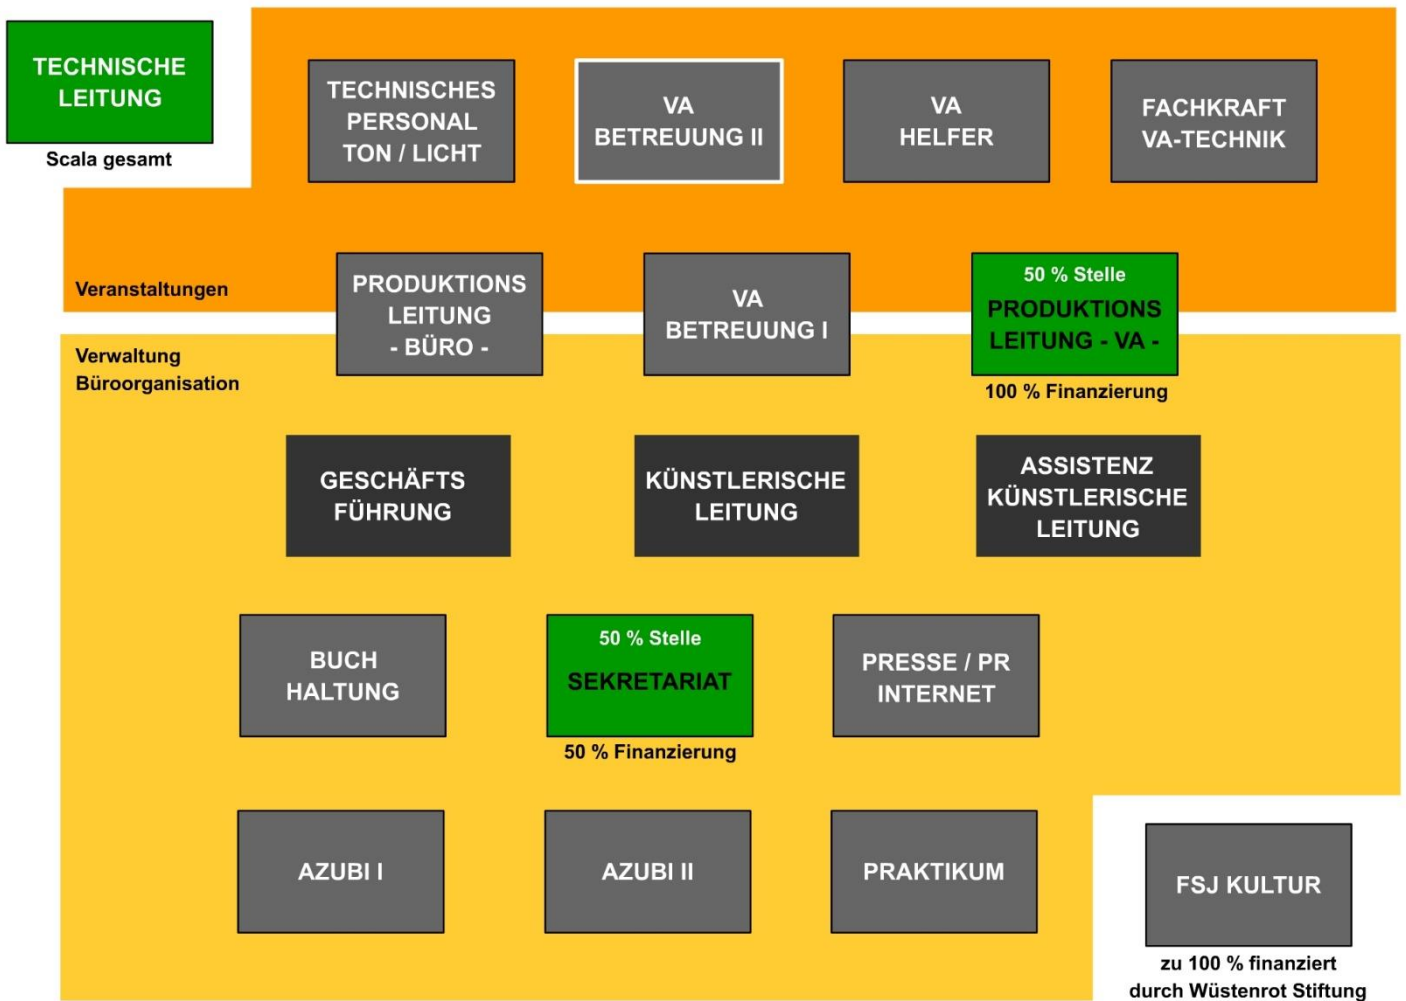 TECHNISCHE
LEITUNG
Scala gesamt
TECHNISCHES
PERSONAL
TON / LICHT
VA
BETREUUNG II
VA
HELFER
FACHKRAFT
VA-TECHNIK
Veranstaltungen
PRODUKTIONS
LEITUNG
- BÜRO -
VA
BETREUUNG I
50 % Stelle
PRODUKTIONS
LEITUNG - VA -
100 % Finanzierung
Verwaltung
Büroorganisation
GESCHÄFTS
FÜHRUNG
KÜNSTLERISCHE
LEITUNG
ASSISTENZ
KÜNSTLERISCHE
LEITUNG
BUCH
HALTUNG
50 % Stelle
SEKRETARIAT
50 % Finanzierung
PRESSE / PR
INTERNET
AZUBI I
AZUBI II
PRAKTIKUM
FSJ KULTUR
zu 100 % finanziert
durch Wüstenrot Stiftung